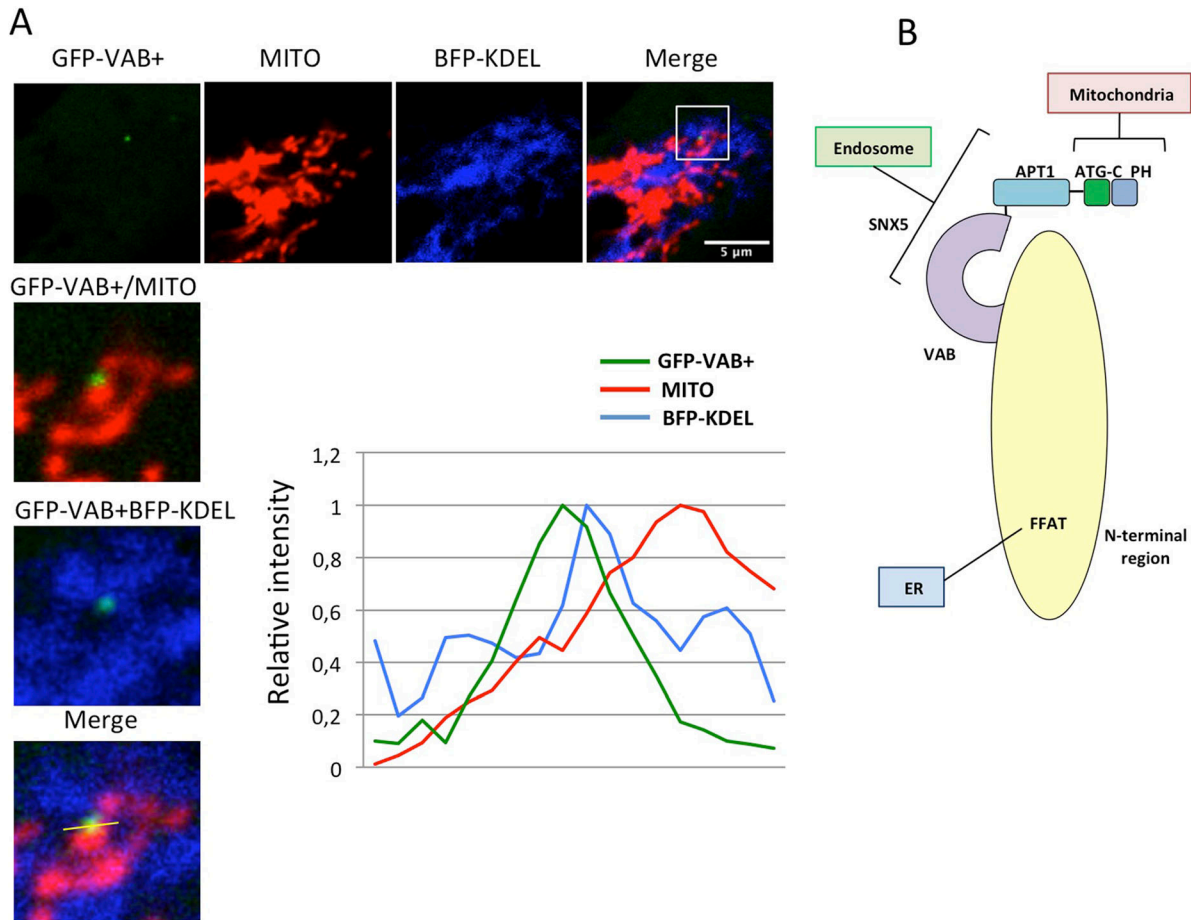 A
GFP-VAB+ MITO BFP-KDEL Merge
5 μm
GFP-VAB+/MITO
GFP-VAB+BFP-KDEL
Merge
GFP-VAB+
MITO
BFP-KDEL
Relative intensity
1,2
1
0,8
0,6
0,4
0,2
0
B
Mitochondria
Endosome
APT1 ATG-C PH
SNX5
VAB
FFAT
N-terminal
region
ER